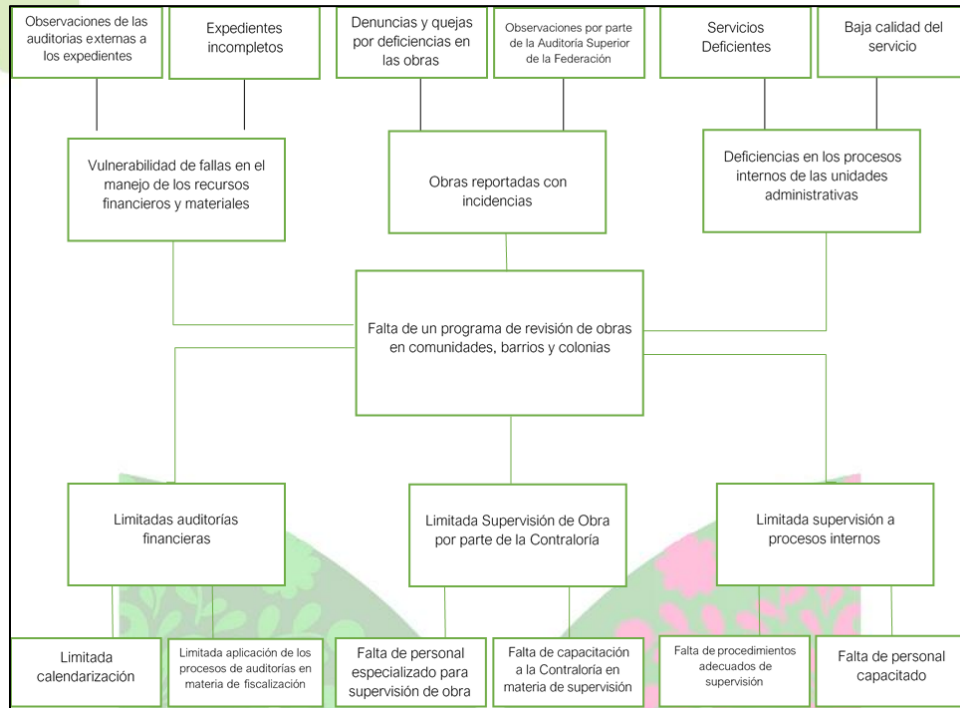 Observaciones de las
auditorias externas a
los expedientes
Expedientes
incompletos
Denuncias y quejas
por deficiencias en
las obras
Observaciones por parte
de la Auditoría Superior
de la Federación
Servicios
Deficientes
Baja calidad del
servicio
Vulnerabilidad de fallas en el
manejo de los recursos
financieros y materiales
Obras reportadas con
incidencias
Deficiencias en los procesos
internos de las unidades
administrativas
Falta de un programa de revisión de obras
en comunidades, barrios y colonias
Limitadas auditorías
financieras
Limitada Supervisión de Obra
por parte de la Contraloría
Limitada supervisión a
procesos internos
Limitada
calendarización
Limitada aplicación de los
procesos de auditorías en
materia de fiscalización
Falta de personal
especializado para
supervisión de obra
Falta de capacitación
a la Contraloría en
materia de supervisión
Falta de procedimientos
adecuados de
supervisión
Falta de personal
capacitado